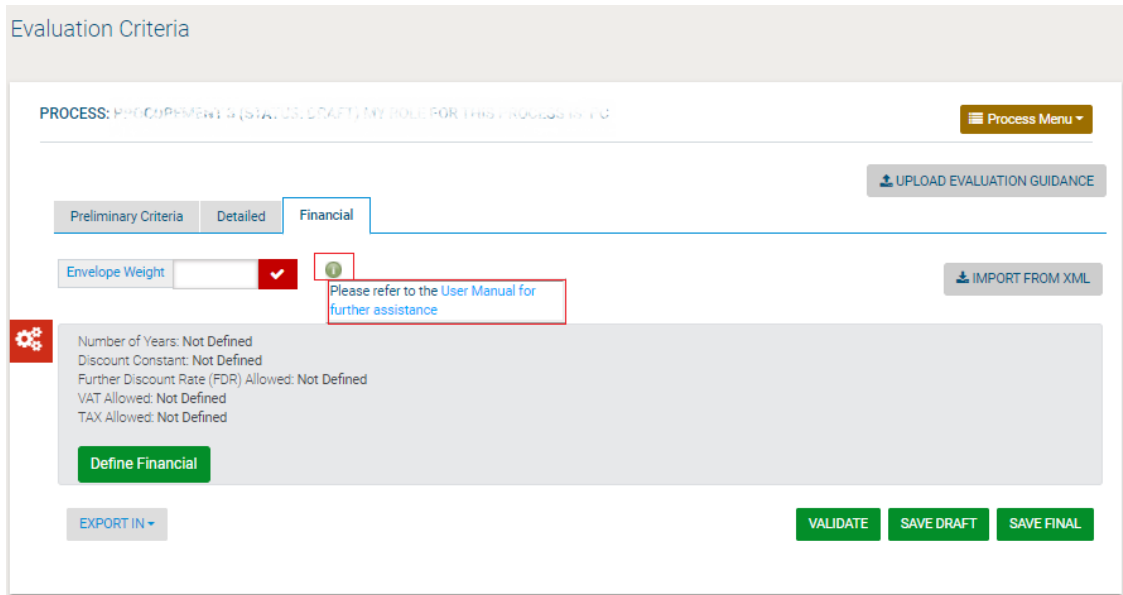 Evaluation Criteria
PROCESS:
Process Menu
UPLOAD EVALUATION GUIDANCE
Preliminary Criteria Detailed Financial
Envelope Weight
Please refer to the User Manual for
further assistance
IMPORT FROM XML
Number of Years: Not Defined
Discount Constant: Not Defined
Further Discount Rate (FDR) Allowed: Not Defined
VAT Allowed: Not Defined
TAX Allowed: Not Defined
Define Financial
EXPORT IN
VALIDATE SAVE DRAFT SAVE FINAL